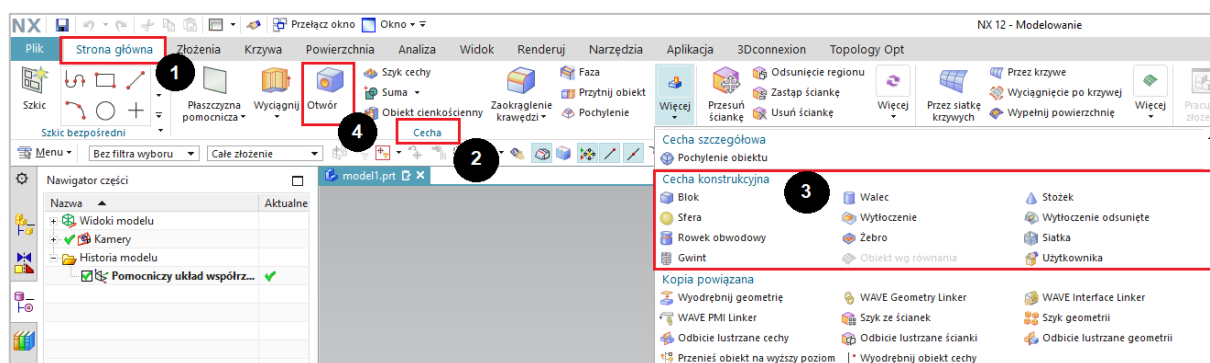 NX Przełącz okno Okno NX 12 - Modelowanie
Plik Strona główna Złożenia Krzywa Powierzchnia Analiza Widok Renderuj Narzędzia Aplikacja 3Dconnexion Topology Opt
1
Szkic
Szkic bezpośredni
Płaszczyzna pomocnicza
Wyciągnij
Otwór
4
Szyk cechy
Suma
Obiekt cienkościenny
Zaokrąglenie krawędzi
Faza
Przytnij obiekt
Pochylenie
Cecha
2
Więcej
Przesuń ściankę
Odsunięcie regionu
Zastąp ściankę
Usuń ściankę
Więcej
Przez siatkę krzywych
Przez krzywe
Wyciągnięcie po krzywej
Wypełnij powierzchnię
Więcej
Menu Bez filtra wyboru Całe złożenie
Nawigator części
Nazwa Aktualne
Widoki modelu
Kamery
Historia modelu
Pomocniczy układ współrz...
model1.prt
Cecha szczegółowa
Pochylenie obiektu
Cecha konstrukcyjna
3
Blok Walec Stożek
Sfera Wytłoczenie Wytłoczenie odsunięte
Rowek obwodowy Żebro Siatka
Gwint Obiekt wg równania Użytkownika
Kopia powiązana
Wyodrębnij geometrię WAVE Geometry Linker WAVE Interface Linker
WAVE PMI Linker Szyk ze ścianek Szyk geometrii
Odbicie lustrzane cechy Odbicie lustrzane ścianki Odbicie lustrzane geometrii
Przenieś obiekt na wyższy poziom Wyodrębnij obiekt cechy